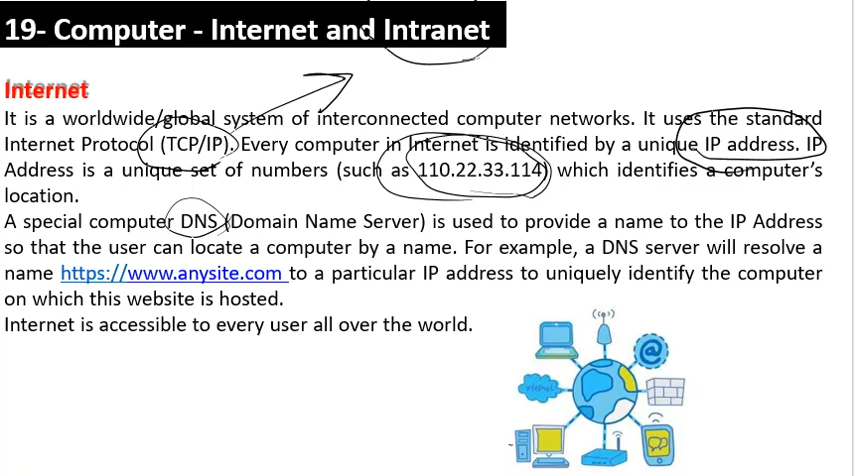 19- Computer - Internet and Intranet
Internet
It is a worldwide/global system of interconnected computer networks. It uses the standard
Internet Protocol (TCP/IP). Every computer in Internet is identified by a unique IP address. IP
Address is a unique set of numbers (such as 110.22.33.114) which identifies a computer's
location.
A special computer DNS (Domain Name Server) is used to provide a name to the IP Address
so that the user can locate a computer by a name. For example, a DNS server will resolve a
name https://www.anysite.com to a particular IP address to uniquely identify the computer
on which this website is hosted.
Internet is accessible to every user all over the world.
@
internet